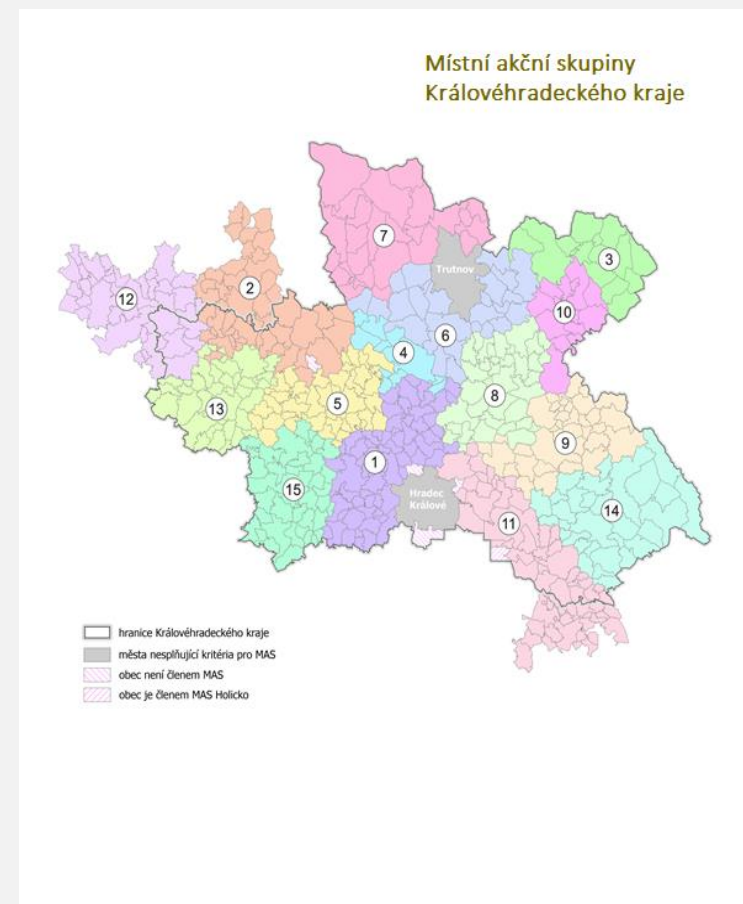 Místní akční skupiny
Královéhradeckého kraje
7
3
Trutnov
2
12
10
6
4
8
5
13
9
1
15
Hradec
Králové
14
11
hranice Královéhradeckého kraje
města nesplňující kritéria pro MAS
obec není členem MAS
obec je členem MAS Holicko